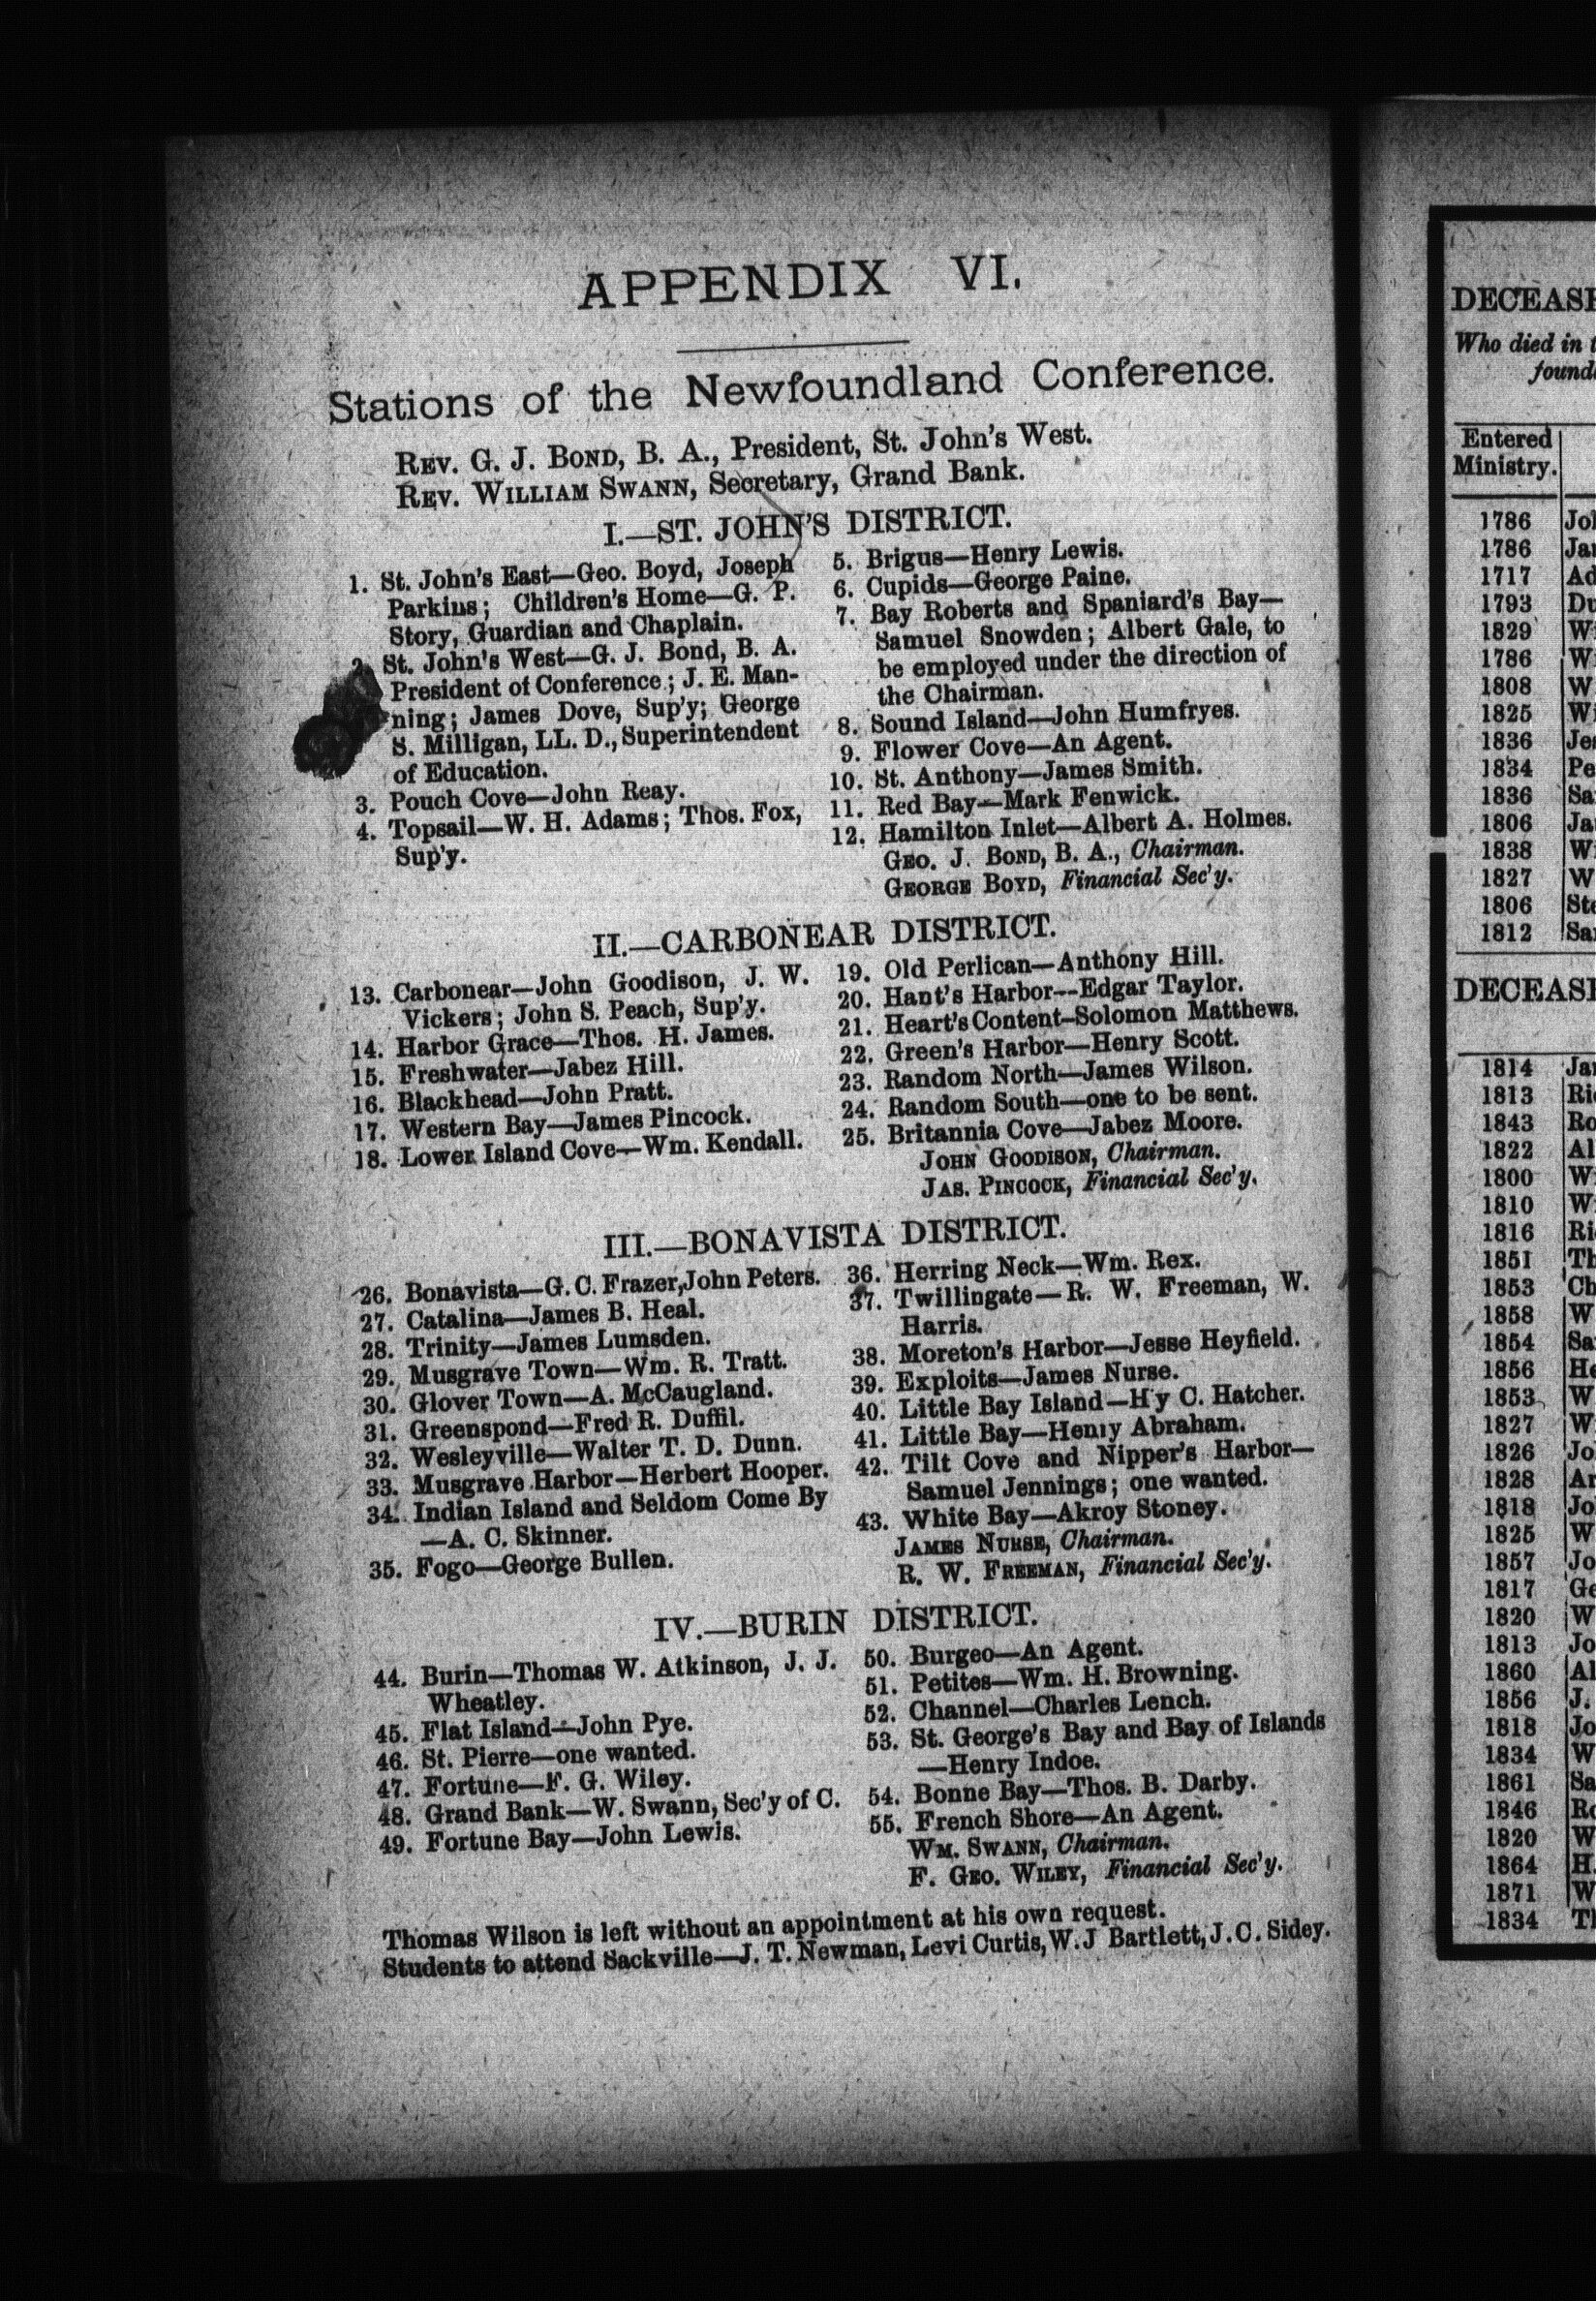 APPENDIX VI.
Stations of the Newfoundland Conference.
REV. G. J. BOND, B. A., President, St. John's West.
REV. WILLIAM SWANN, Secretary, Grand Bank.
I.—ST. JOHN'S DISTRICT.
1. St. John's East—Geo. Boyd, Joseph
Parkins; Children's Home—G. P.
Story, Guardian and Chaplain.
2. St. John's West—G. J. Bond, B. A.
President of Conference; J. E. Man-
ning; James Dove, Sup'y; George
S. Milligan, LL. D., Superintendent
of Education.
3. Pouch Cove—John Reay.
4. Topsail—W. H. Adams; Thos. Fox,
Sup'y.
5. Brigus—Henry Lewis.
6. Cupids—George Paine.
7. Bay Roberts and Spaniard's Bay—
Samuel Snowden; Albert Gale, to
be employed under the direction of
the Chairman.
8. Sound Island—John Humfryes.
9. Flower Cove—An Agent.
10. St. Anthony—James Smith.
11. Red Bay—Mark Fenwick.
12. Hamilton Inlet—Albert A. Holmes.
GEO. J. BOND, B. A., Chairman.
GEORGE BOYD, Financial Sec'y.
II.—CARBONEAR DISTRICT.
13. Carbonear—John Goodison, J. W.
Vickers; John S. Peach, Sup'y.
14. Harbor Grace—Thos. H. James.
15. Freshwater—Jabez Hill.
16. Blackhead—John Pratt.
17. Western Bay—James Pincock.
18. Lower Island Cove—Wm. Kendall.
19. Old Perlican—Anthony Hill.
20. Hant's Harbor--Edgar Taylor.
21. Heart's Content–Solomon Matthews.
22. Green's Harbor—Henry Scott.
23. Random North—James Wilson.
24. Random South—one to be sent.
25. Britannia Cove—Jabez Moore.
JOHN GOODISON, Chairman.
JAS. PINCOCK, Financial Sec'y.
III.—BONAVISTA DISTRICT.
26. Bonavista—G. C. Frazer, John Peters.
27. Catalina—James B. Heal.
28. Trinity—James Lumsden.
29. Musgrave Town—Wm. R. Tratt.
30. Glover Town—A. McCaugland.
31. Greenspond—Fred R. Duffil.
32. Wesleyville—Walter T. D. Dunn.
33. Musgrave Harbor—Herbert Hooper.
34. Indian Island and Seldom Come By
—A. C. Skinner.
35. Fogo—George Bullen.
36. Herring Neck—Wm. Rex.
37. Twillingate—R. W. Freeman, W.
Harris.
38. Moreton's Harbor—Jesse Heyfield.
39. Exploits—James Nurse.
40. Little Bay Island—H'y C. Hatcher.
41. Little Bay—Henry Abraham.
42. Tilt Cove and Nipper's Harbor—
Samuel Jennings; one wanted.
43. White Bay—Akroy Stoney.
JAMES NURSE, Chairman.
R. W. FREEMAN, Financial Sec'y.
IV.—BURIN DISTRICT.
44. Burin—Thomas W. Atkinson, J. J.
Wheatley.
45. Flat Island—John Pye.
46. St. Pierre—one wanted.
47. Fortune—F. G. Wiley.
48. Grand Bank—W. Swann, Sec'y of C.
49. Fortune Bay—John Lewis.
50. Burgeo—An Agent.
51. Petites—Wm. H. Browning.
52. Channel—Charles Lench.
53. St. George's Bay and Bay of Islands
—Henry Indoe.
54. Bonne Bay—Thos. B. Darby.
55. French Shore—An Agent.
WM. SWANN, Chairman.
F. GEO. WILEY, Financial Sec'y.
Thomas Wilson is left without an appointment at his own request.
Students to attend Sackville—J. T. Newman, Levi Curtis, W. J Bartlett, J. C. Sidey.
Who died in
Entered
Ministry.
1786
1786
1717
1793
1829
1786
1808
1825
1836
1834
1836
1806
1838
1827
1806
1812
1814
1813
1843
1822
1800
1810
1816
1851
1853
1858
1854
1856
1853
1827
1826
1828
1818
1825
1857
1817
1820
1813
1860
1856
1818
1834
1861
1846
1820
1864
1871
1834